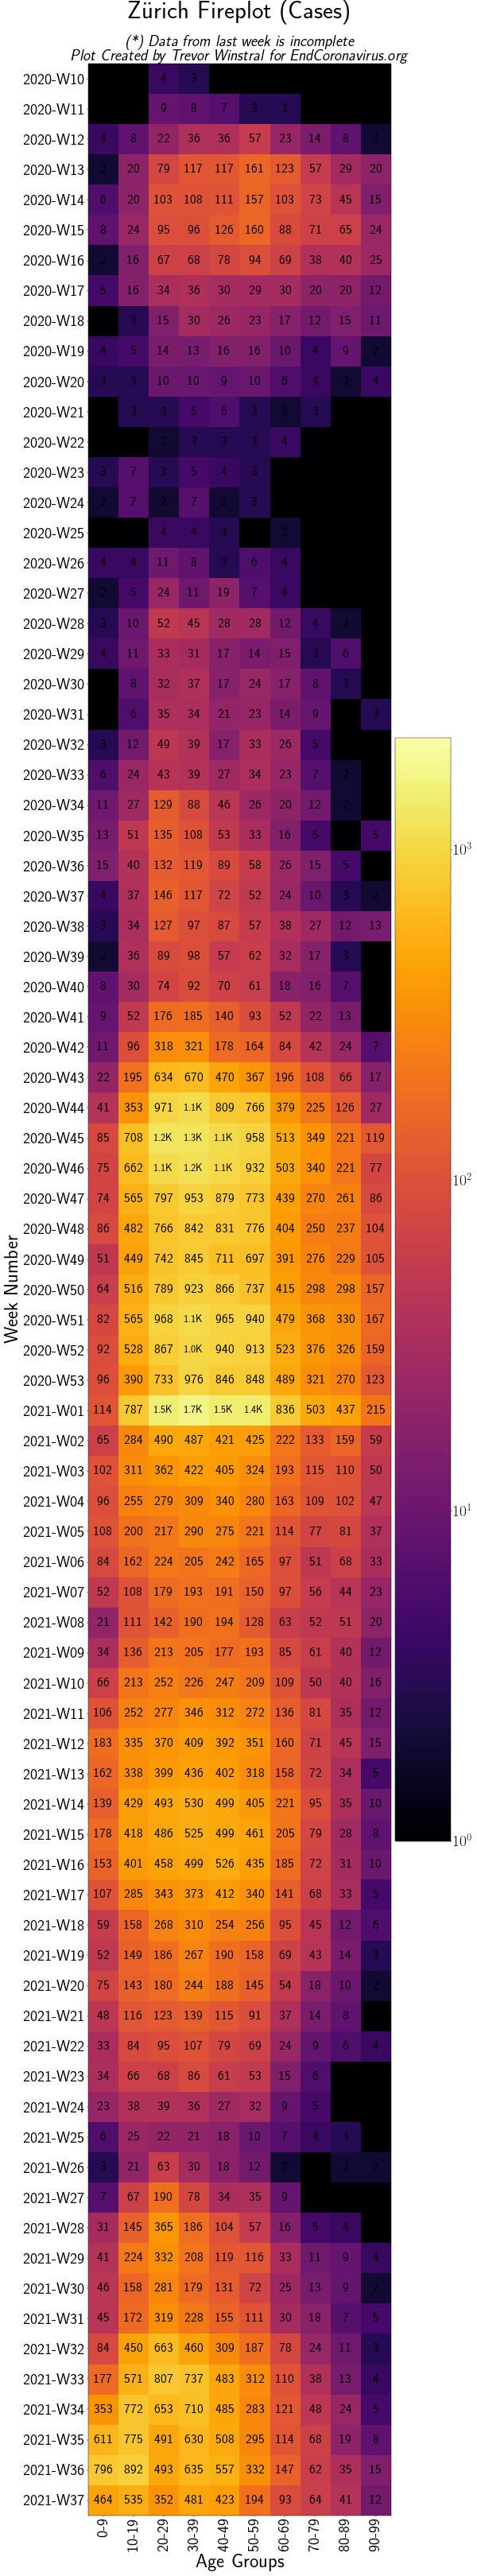 Zürich Fireplot (Cases)
(*) Data from last week is incomplete
Plot Created by Trevor Winstral for EndCoronavirus.org
2020-W10 4 3
2020-W11 9 8 7 3 3
2020-W12 4 8 22 36 36 57 23 14 8 2
2020-W13 2 20 79 117 117 161 123 57 29 20
2020-W14 6 20 103 108 111 157 103 73 45 15
2020-W15 8 24 95 96 126 160 88 71 65 24
2020-W16 2 16 67 68 78 94 69 38 40 25
2020-W17 5 16 34 36 30 29 30 20 20 12
2020-W18 3 15 30 26 23 17 12 15 11
2020-W19 4 5 14 13 16 16 10 4 9 2
2020-W20 3 3 10 10 9 10 6 4 2 4
2020-W21 3 3 5 6 3 2 3
2020-W22 2 3 3 3 4
2020-W23 3 7 3 5 4 3
2020-W24 2 7 2 7 2 3
2020-W25 4 4 3 2
2020-W26 4 4 11 8 3 6 4
2020-W27 2 5 24 11 19 7 4
2020-W28 3 10 52 45 28 28 12 4 2
2020-W29 4 11 33 31 17 14 15 3 6
2020-W30 8 32 37 17 24 17 8 3
2020-W31 6 35 34 21 23 14 9 3
2020-W32 3 12 49 39 17 33 26 5
2020-W33 6 24 43 39 27 34 23 7 2
2020-W34 11 27 129 88 46 26 20 12 2
2020-W35 13 51 135 108 53 33 16 5 5
2020-W36 15 40 132 119 89 58 26 15 5
2020-W37 4 37 146 117 72 52 24 10 3 2
2020-W38 3 34 127 97 87 57 38 27 12 13
2020-W39 2 36 89 98 57 62 32 17 3
2020-W40 8 30 74 92 70 61 18 16 7
2020-W41 9 52 176 185 140 93 52 22 13
2020-W42 11 96 318 321 178 164 84 42 24 7
2020-W43 22 195 634 670 470 367 196 108 66 17
2020-W44 41 353 971 1.1K 809 766 379 225 126 27
2020-W45 85 708 1.2K 1.3K 1.1K 958 513 349 221 119
2020-W46 75 662 1.1K 1.2K 1.1K 932 503 340 221 77
2020-W47 74 565 797 953 879 773 439 270 261 86
2020-W48 86 482 766 842 831 776 404 250 237 104
2020-W49 51 449 742 845 711 697 391 276 229 105
2020-W50 64 516 789 923 866 737 415 298 298 157
2020-W51 82 565 968 1.1K 965 940 479 368 330 167
2020-W52 92 528 867 1.0K 940 913 523 376 326 159
2020-W53 96 390 733 976 846 848 489 321 270 123
2021-W01 114 787 1.5K 1.7K 1.5K 1.4K 836 503 437 215
2021-W02 65 284 490 487 421 425 222 133 159 59
2021-W03 102 311 362 422 405 324 193 115 110 50
2021-W04 96 255 279 309 340 280 163 109 102 47
2021-W05 108 200 217 290 275 221 114 77 81 37
2021-W06 84 162 224 205 242 165 97 51 68 33
2021-W07 52 108 179 193 191 150 97 56 44 23
2021-W08 21 111 142 190 194 128 63 52 51 20
2021-W09 34 136 213 205 177 193 85 61 40 12
2021-W10 66 213 252 226 247 209 109 50 40 16
2021-W11 106 252 277 346 312 272 136 81 35 12
2021-W12 183 335 370 409 392 351 160 71 45 15
2021-W13 162 338 399 436 402 318 158 72 34 5
2021-W14 139 429 493 530 499 405 221 95 35 10
2021-W15 178 418 486 525 499 461 205 79 28 8
2021-W16 153 401 458 499 526 435 185 72 31 10
2021-W17 107 285 343 373 412 340 141 68 33 5
2021-W18 59 158 268 310 254 256 95 45 12 6
2021-W19 52 149 186 267 190 158 69 43 14 3
2021-W20 75 143 180 244 188 145 54 18 10 2
2021-W21 48 116 123 139 115 91 37 14 8
2021-W22 33 84 95 107 79 69 24 9 6 4
2021-W23 34 66 68 86 61 53 15 6
2021-W24 23 38 39 36 27 32 9 5
2021-W25 6 25 22 21 18 10 7 4 3
2021-W26 3 21 63 30 18 12 2 2 2
2021-W27 7 67 190 78 34 35 9
2021-W28 31 145 365 186 104 57 16 5 4
2021-W29 41 224 332 208 119 116 33 11 9 4
2021-W30 46 158 281 179 131 72 25 13 9 2
2021-W31 45 172 319 228 155 111 30 18 7 5
2021-W32 84 450 663 460 309 187 78 24 11 3
2021-W33 177 571 807 737 483 312 110 38 13 4
2021-W34 353 772 653 710 485 283 121 48 24 5
2021-W35 611 775 491 630 508 295 114 68 19 8
2021-W36 796 892 493 635 557 332 147 62 35 15
2021-W37 464 535 352 481 423 194 93 64 41 12
0-9 10-19 20-29 30-39 40-49 50-59 60-69 70-79 80-89 90-99
Age Groups
Week Number
10³
10²
10¹
10⁰